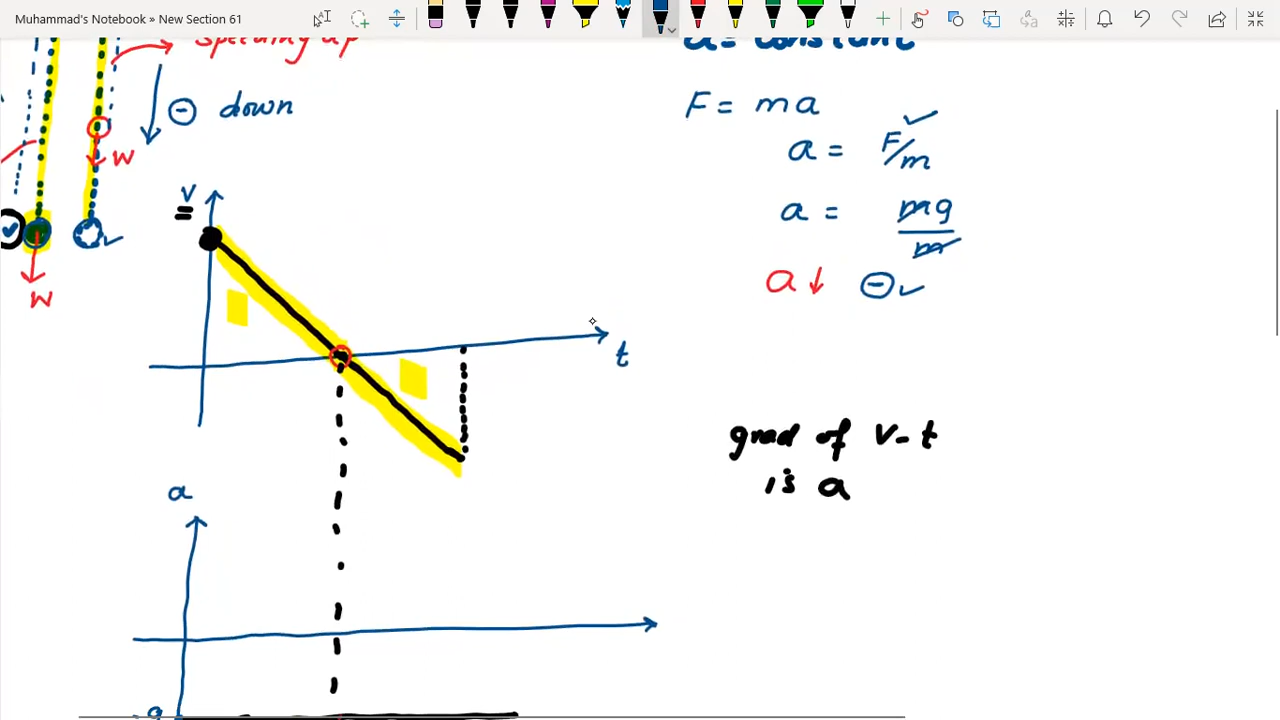 Muhammad's Notebook » New Section 61
speeding up
a = constant
⊖ down
F = ma
a = F/m ✓
w
a = mg/m
v
=
a↓ ⊖✓
w
t
grad of v-t
is a
a
-g